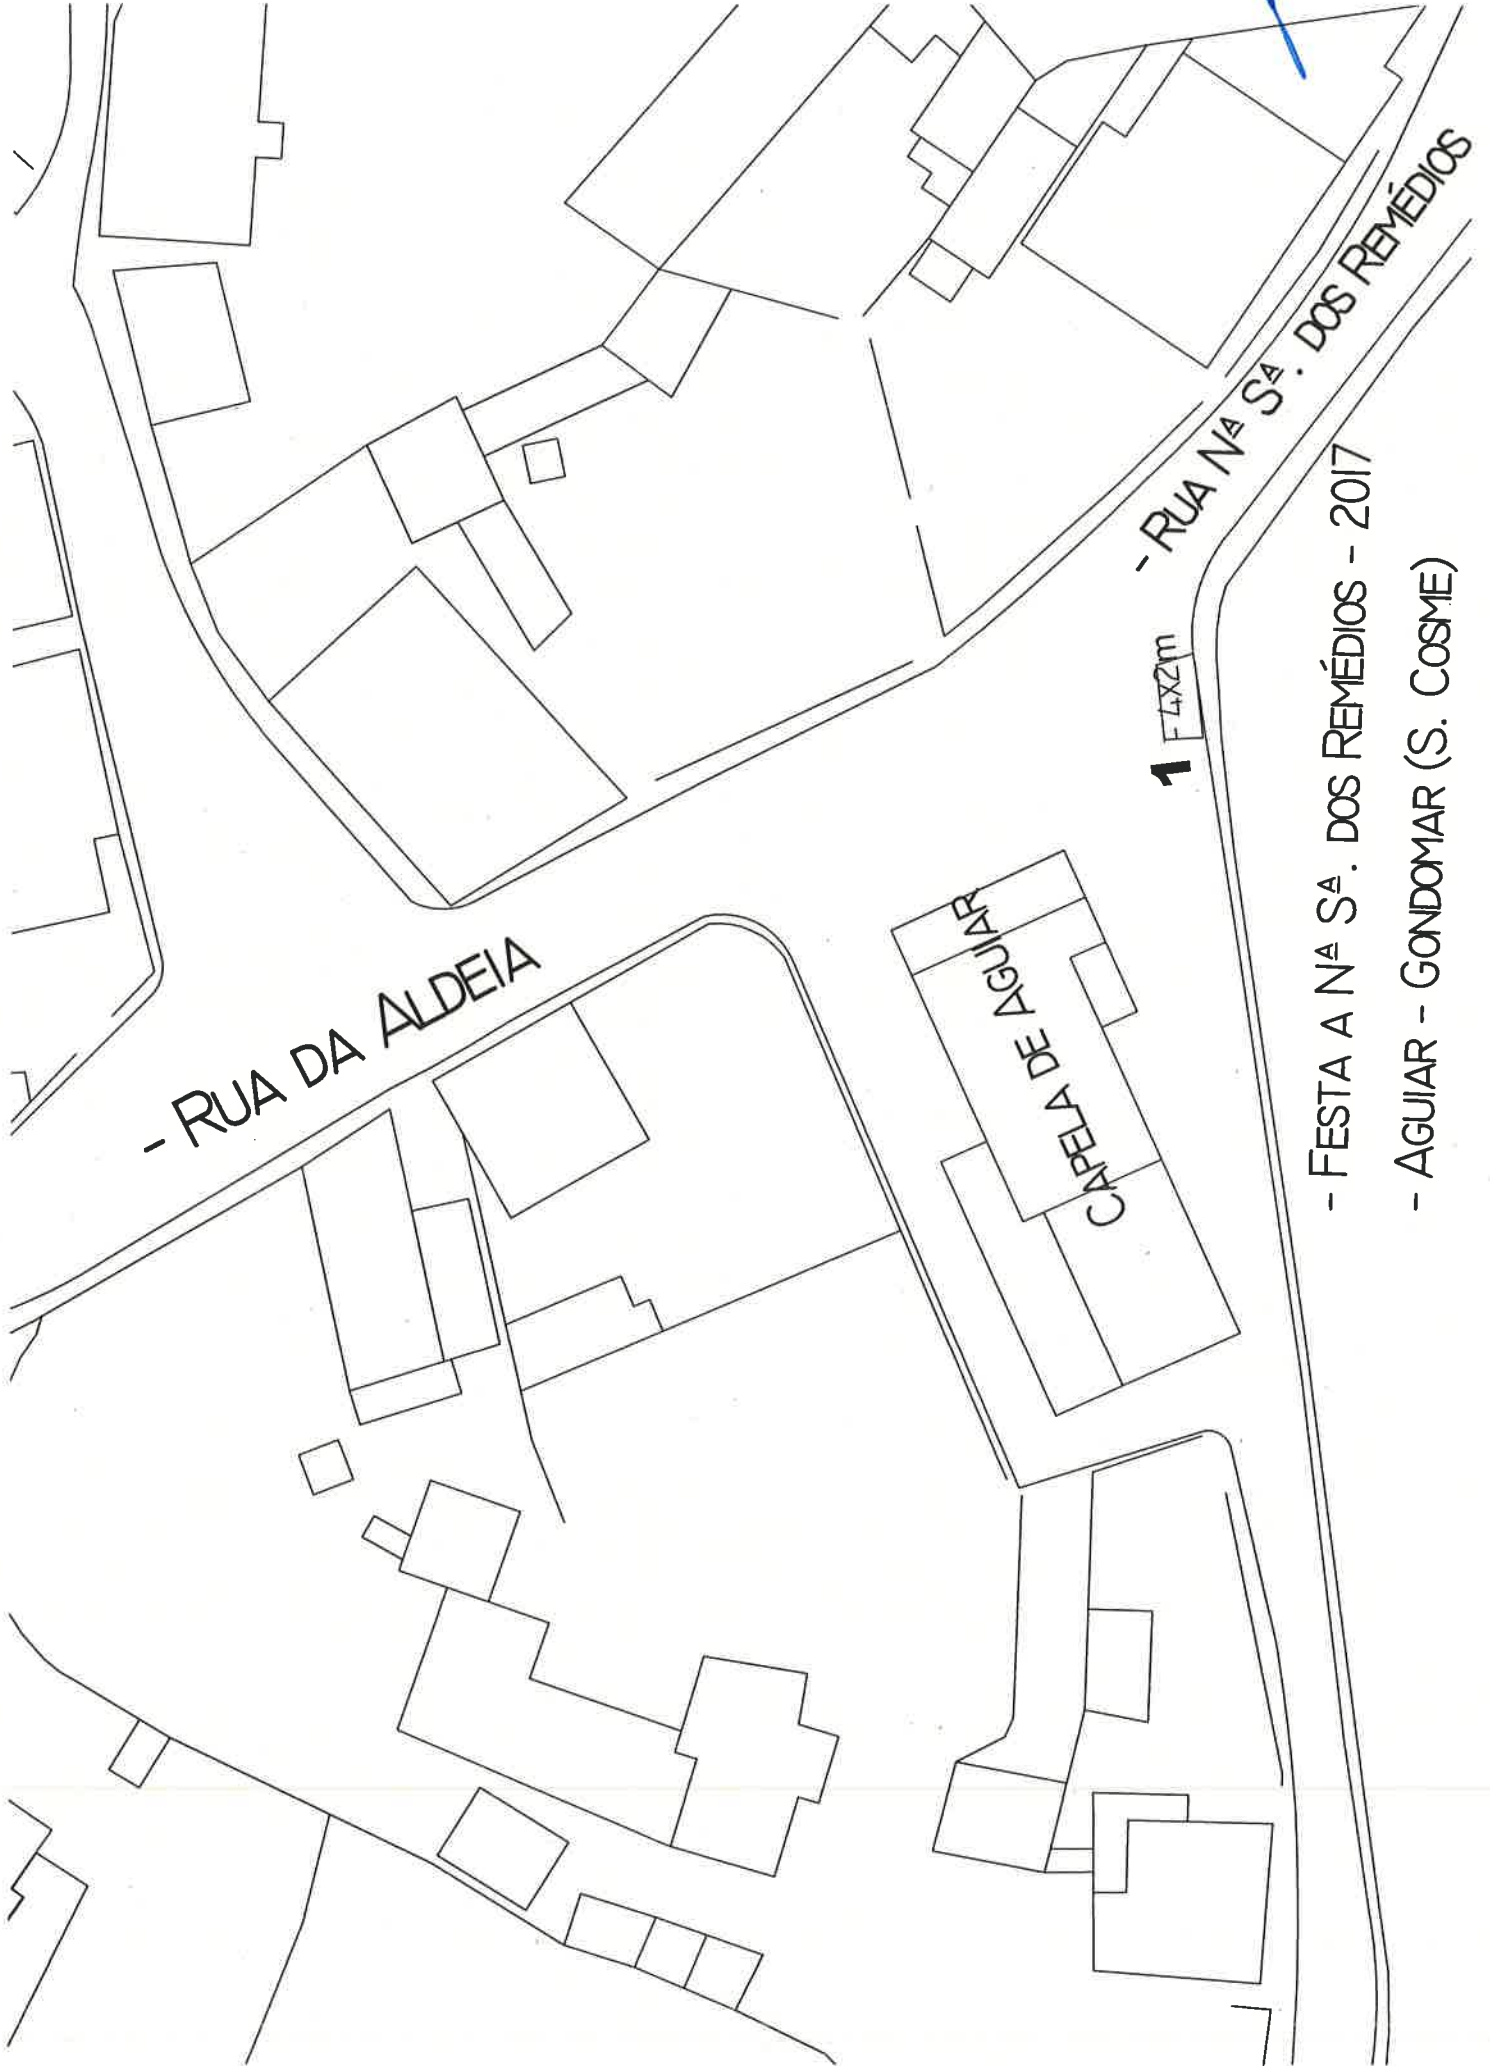 - RUA DA ALDEIA
CAPELA DE AGUIAR
- RUA Nª Sª. DOS REMÉDIOS
1
- 4X2m
- FESTA A Nª Sª. DOS REMÉDIOS - 2017
- AGUIAR - GONDOMAR (S. COSME)